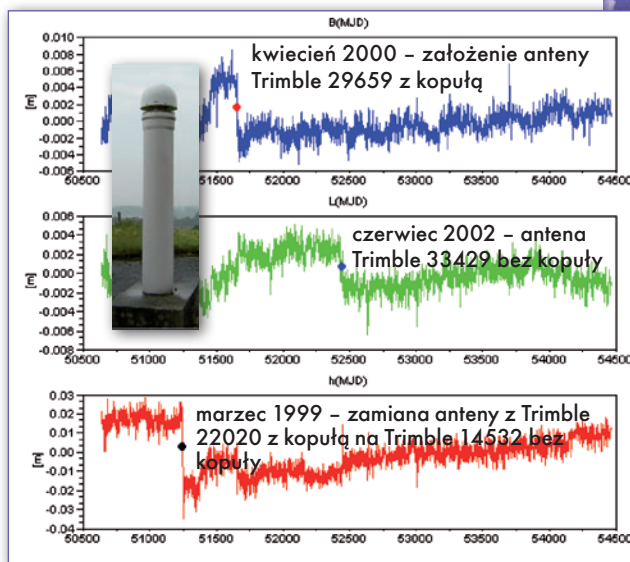 B(MJD)
0.010
0.008
0.006
0.004
0.002
0.000
-0.002
-0.004
-0.006
[m]
kwiecień 2000 – założenie anteny
Trimble 29659 z kopułą
50500 51000 51500 52000 52500 53000 53500 54000 54500
L(MJD)
0.006
0.004
0.002
0.000
-0.002
-0.004
-0.006
-0.008
[m]
czerwiec 2002 – antena
Trimble 33429 bez kopuły
50500 51000 51500 52000 52500 53000 53500 54000 54500
h(MJD)
0.03
0.02
0.01
0.00
-0.01
-0.02
-0.03
-0.04
[m]
marzec 1999 – zamiana anteny z Trimble
22020 z kopułą na Trimble 14532 bez
kopuły
50500 51000 51500 52000 52500 53000 53500 54000 54500